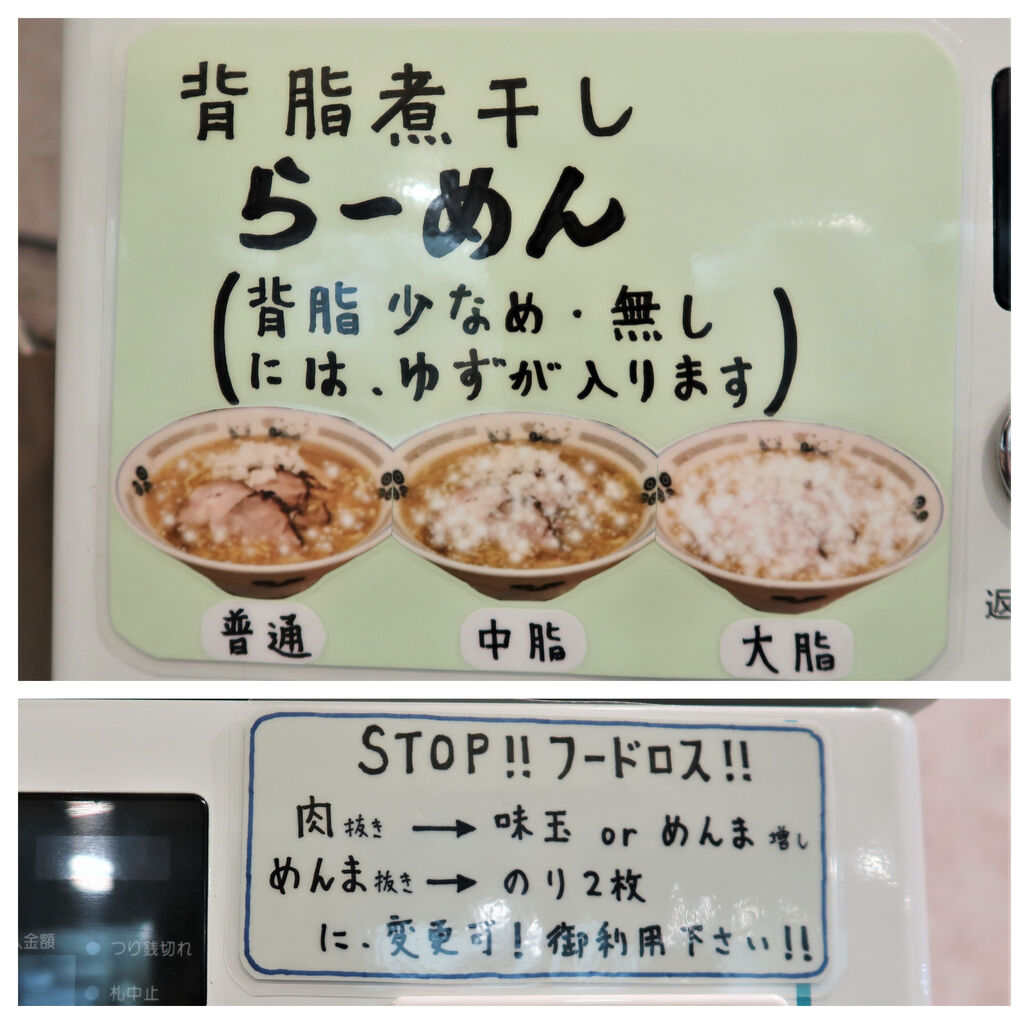 背脂煮干し
らーめん
(背脂少なめ・無し
には、ゆずが入ります)
普通
中脂
大脂
返
STOP!! フードロス!!
肉抜き → 味玉 or めんま増し
めんま抜き → のり2枚
に、変更可! 御利用下さい!!
入金額
つり銭切れ
札中止